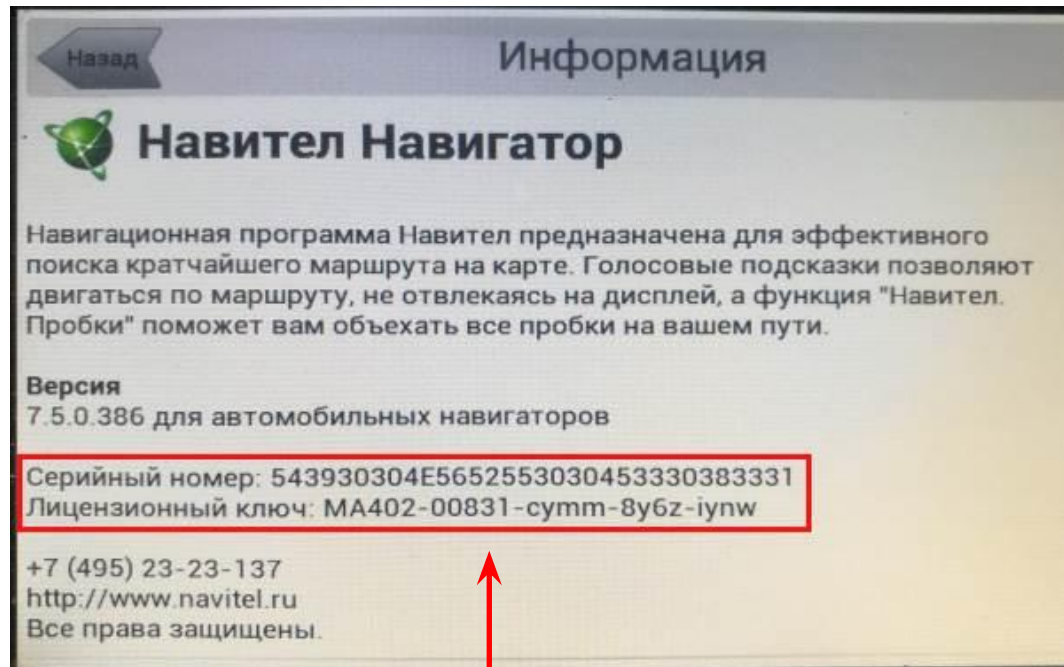 Назад
Информация
Навител Навигатор
Навигационная программа Навител предназначена для эффективного
поиска кратчайшего маршрута на карте. Голосовые подсказки позволяют
двигаться по маршруту, не отвлекаясь на дисплей, а функция "Навител.
Пробки" поможет вам объехать все пробки на вашем пути.
Версия
7.5.0.386 для автомобильных навигаторов
Серийный номер: 543930304E5652553030453330383331
Лицензионный ключ: MA402-00831-cymm-8y6z-iynw
+7 (495) 23-23-137
http://www.navitel.ru
Все права защищены.